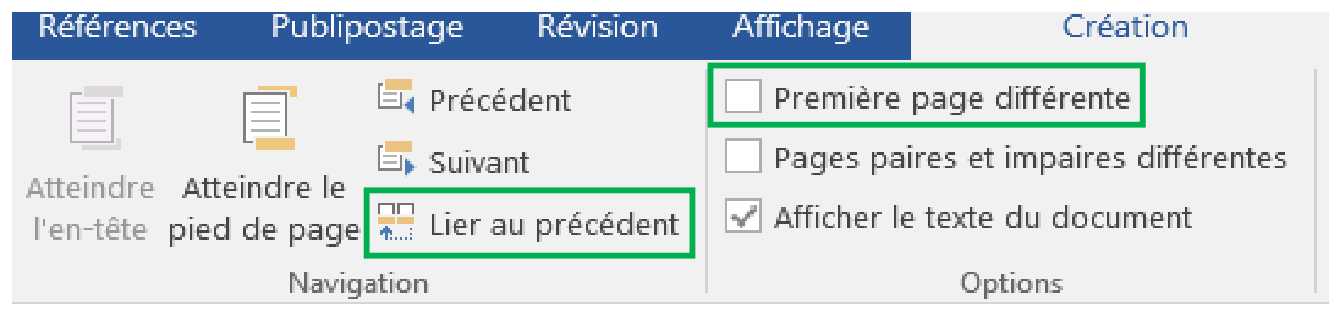 Références Publipostage Révision Affichage Création
Atteindre
l'en-tête
Atteindre le
pied de page
Précédent
Suivant
Lier au précédent
Navigation
Première page différente
Pages paires et impaires différentes
Afficher le texte du document
Options